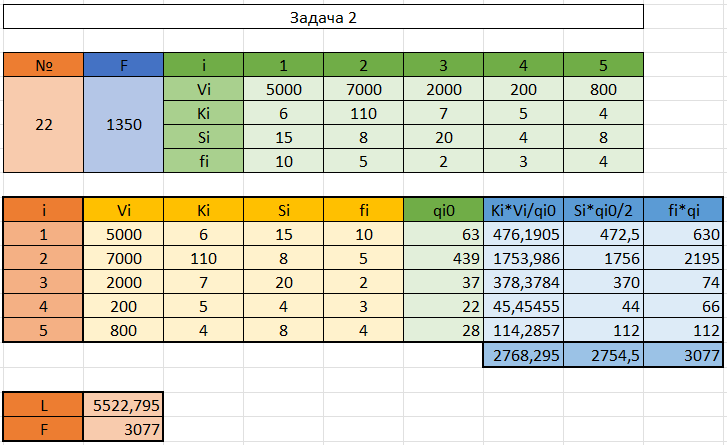 Задача 2
№ F i 1 2 3 4 5
Vi 5000 7000 2000 200 800
Ki 6 110 7 5 4
22 1350
Si 15 8 20 4 8
fi 10 5 2 3 4
i Vi Ki Si fi qi0 Ki*Vi/qi0 Si*qi0/2 fi*qi
1 5000 6 15 10 63 476,1905 472,5 630
2 7000 110 8 5 439 1753,986 1756 2195
3 2000 7 20 2 37 378,3784 370 74
4 200 5 4 3 22 45,45455 44 66
5 800 4 8 4 28 114,2857 112 112
2768,295 2754,5 3077
L 5522,795
F 3077